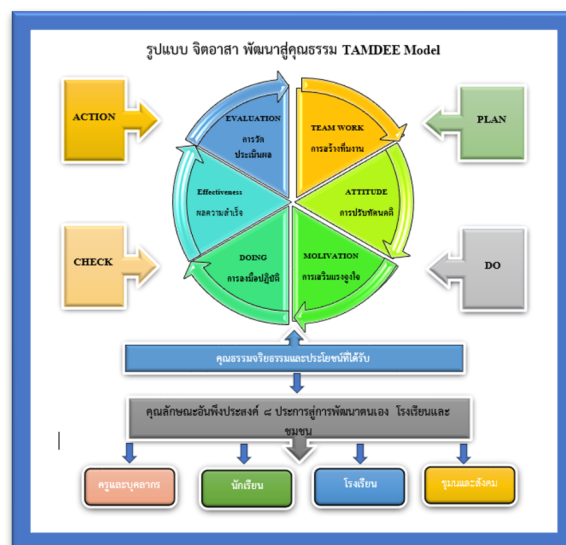 รูปแบบ จิตอาสา พัฒนาสู่คุณธรรม TAMDEE Model
ACTION
EVALUATION
การวัด
ประเมินผล
TEAM WORK
การสร้างทีมงาน
PLAN
Effectiveness
ผลความสำเร็จ
ATTITUDE
การปรับทัศนคติ
CHECK
DOING
การลงมือปฏิบัติ
MOLIVATION
การเสริมแรงจูงใจ
DO
คุณธรรมจริยธรรมและประโยชน์ที่ได้รับ
คุณลักษณะอันพึงประสงค์ ๘ ประการสู่การพัฒนาตนเอง โรงเรียนและ
ชุมชน
ครูและบุคลากร
นักเรียน
โรงเรียน
ชุมนและสังคม